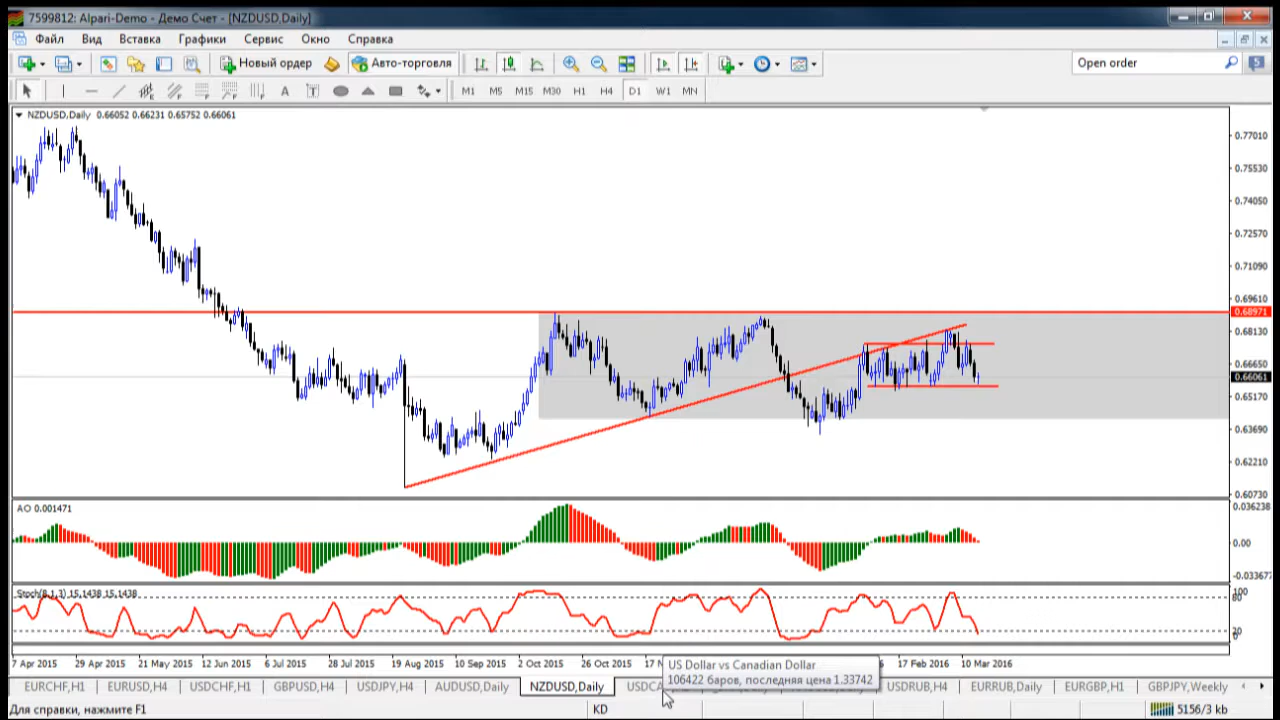 7599812: Alpari-Demo - Демо Счет - [NZDUSD,Daily]
Файл Вид Вставка Графики Сервис Окно Справка
Новый ордер Авто-торговля Open order 5
A T M1 M5 M15 M30 H1 H4 D1 W1 MN
NZDUSD,Daily 0.66052 0.66231 0.65752 0.66061
0.77010
0.75530
0.74050
0.72570
0.71090
0.69610
0.68971
0.68130
0.66650
0.66061
0.65170
0.63690
0.62210
0.60730
AO 0.001471
0.036238
0.00
-0.033677
Stoch(8,1,3) 15.1438 15.1438
100
80
20
0
7 Apr 2015 29 Apr 2015 21 May 2015 12 Jun 2015 6 Jul 2015 28 Jul 2015 19 Aug 2015 10 Sep 2015 2 Oct 2015 26 Oct 2015 17 17 Feb 2016 10 Mar 2016
US Dollar vs Canadian Dollar
106422 баров, последняя цена 1.33742
EURCHF,H1 EURUSD,H4 USDCHF,H1 GBPUSD,H4 USDJPY,H4 AUDUSD,Daily NZDUSD,Daily USDCA USDRUB,H4 EURRUB,Daily EURGBP,H1 GBPJPY,Weekly
Для справки, нажмите F1 KD 5156/3 kb